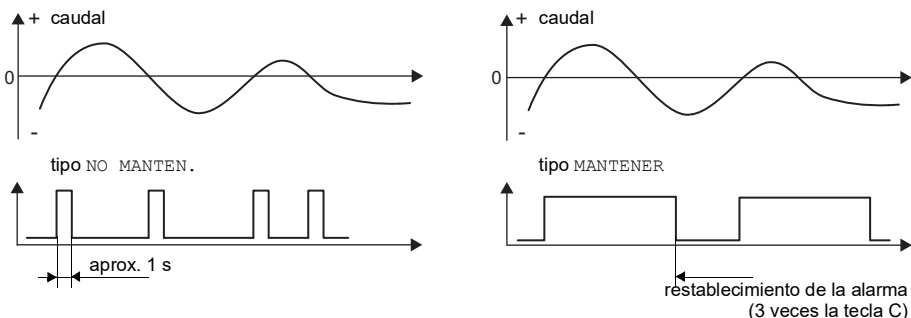 + caudal
0
-
tipo NO MANTEN.
aprox. 1 s
+ caudal
0
-
tipo MANTENER
restablecimiento de la alarma
(3 veces la tecla C)